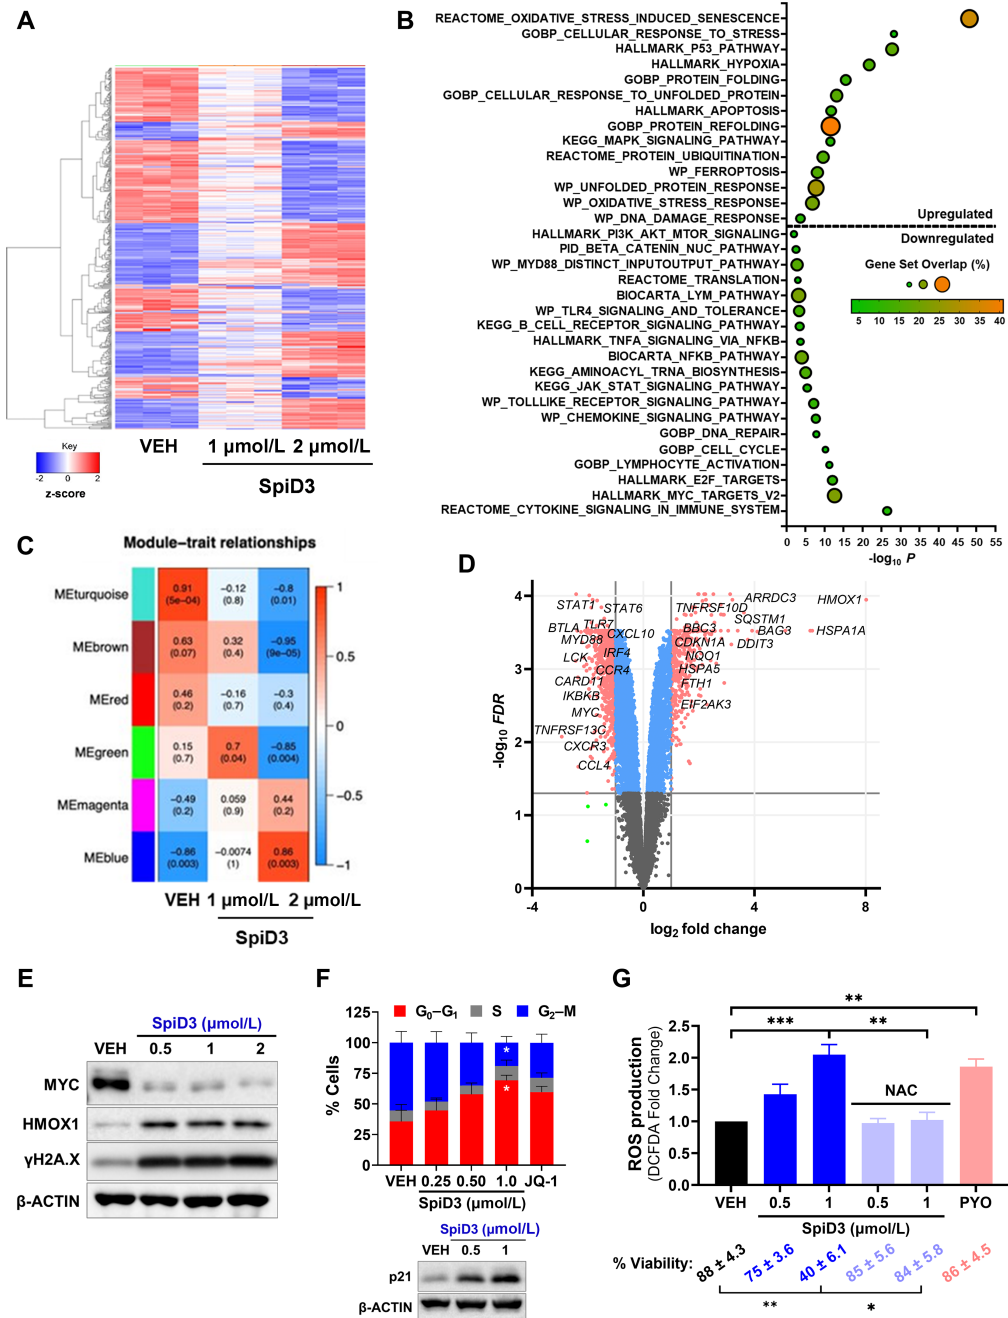 A
VEH
1 μmol/L
2 μmol/L
SpiD3
Key
-2
0
2
z-score
B
REACTOME_OXIDATIVE_STRESS_INDUCED_SENESCENCE
GOBP_CELLULAR_RESPONSE_TO_STRESS
HALLMARK_P53_PATHWAY
HALLMARK_HYPOXIA
GOBP_PROTEIN_FOLDING
GOBP_CELLULAR_RESPONSE_TO_UNFOLDED_PROTEIN
HALLMARK_APOPTOSIS
GOBP_PROTEIN_REFOLDING
KEGG_MAPK_SIGNALING_PATHWAY
REACTOME_PROTEIN_UBIQUITINATION
WP_FERROPTOSIS
WP_UNFOLDED_PROTEIN_RESPONSE
WP_OXIDATIVE_STRESS_RESPONSE
WP_DNA_DAMAGE_RESPONSE
HALLMARK_PI3K_AKT_MTOR_SIGNALING
PID_BETA_CATENIN_NUC_PATHWAY
WP_MYD88_DISTINCT_INPUTOUTPUT_PATHWAY
REACTOME_TRANSLATION
BIOCARTA_LYM_PATHWAY
WP_TLR4_SIGNALING_AND_TOLERANCE
KEGG_B_CELL_RECEPTOR_SIGNALING_PATHWAY
HALLMARK_TNFA_SIGNALING_VIA_NFKB
BIOCARTA_NFKB_PATHWAY
KEGG_AMINOACYL_TRNA_BIOSYNTHESIS
KEGG_JAK_STAT_SIGNALING_PATHWAY
WP_TOLLLIKE_RECEPTOR_SIGNALING_PATHWAY
WP_CHEMOKINE_SIGNALING_PATHWAY
GOBP_DNA_REPAIR
GOBP_CELL_CYCLE
GOBP_LYMPHOCYTE_ACTIVATION
HALLMARK_E2F_TARGETS
HALLMARK_MYC_TARGETS_V2
REACTOME_CYTOKINE_SIGNALING_IN_IMMUNE_SYSTEM
Upregulated
Downregulated
Gene Set Overlap (%)
5 10 15 20 25 30 35 40
0 5 10 15 20 25 30 35 40 45 50 55
-log10 P
C
Module–trait relationships
MEturquoise
0.91 (5e–04)
−0.12 (0.8)
−0.8 (0.01)
MEbrown
0.63 (0.07)
0.32 (0.4)
−0.95 (9e–05)
MEred
0.46 (0.2)
−0.16 (0.7)
−0.3 (0.4)
MEgreen
0.15 (0.7)
0.7 (0.04)
−0.85 (0.004)
MEmagenta
−0.49 (0.2)
0.059 (0.9)
0.44 (0.2)
MEblue
−0.86 (0.003)
−0.0074 (1)
0.86 (0.003)
1
0.5
0
−0.5
−1
VEH 1 μmol/L 2 μmol/L
SpiD3
D
4
3
2
1
0
-log10 FDR
-4 0 4 8
log2 fold change
STAT1
STAT6
BTLA
TLR7
CXCL10
MYD88
IRF4
LCK
CCR4
CARD11
IKBKB
MYC
TNFRSF13C
CXCR3
CCL4
ARRDC3
HMOX1
TNFRSF10D
SQSTM1
BBC3
BAG3
HSPA1A
CDKN1A
DDIT3
NQO1
HSPA5
FTH1
EIF2AK3
E
SpiD3 (μmol/L)
VEH 0.5 1 2
MYC
HMOX1
γH2A.X
β-ACTIN
F
G0–G1 S G2–M
125
100
75
50
25
0
% Cells
*
*
VEH 0.25 0.50 1.0 JQ-1
SpiD3 (μmol/L)
SpiD3 (μmol/L)
VEH 0.5 1
p21
β-ACTIN
G
**
*** **
2.5
2.0
1.5
1.0
0.5
0.0
ROS production
(DCFDA Fold Change)
NAC
VEH 0.5 1 0.5 1 PYO
SpiD3 (μmol/L)
% Viability:
88 ± 4.3
75 ± 3.6
40 ± 6.1
85 ± 5.6
84 ± 5.8
86 ± 4.5
**
*